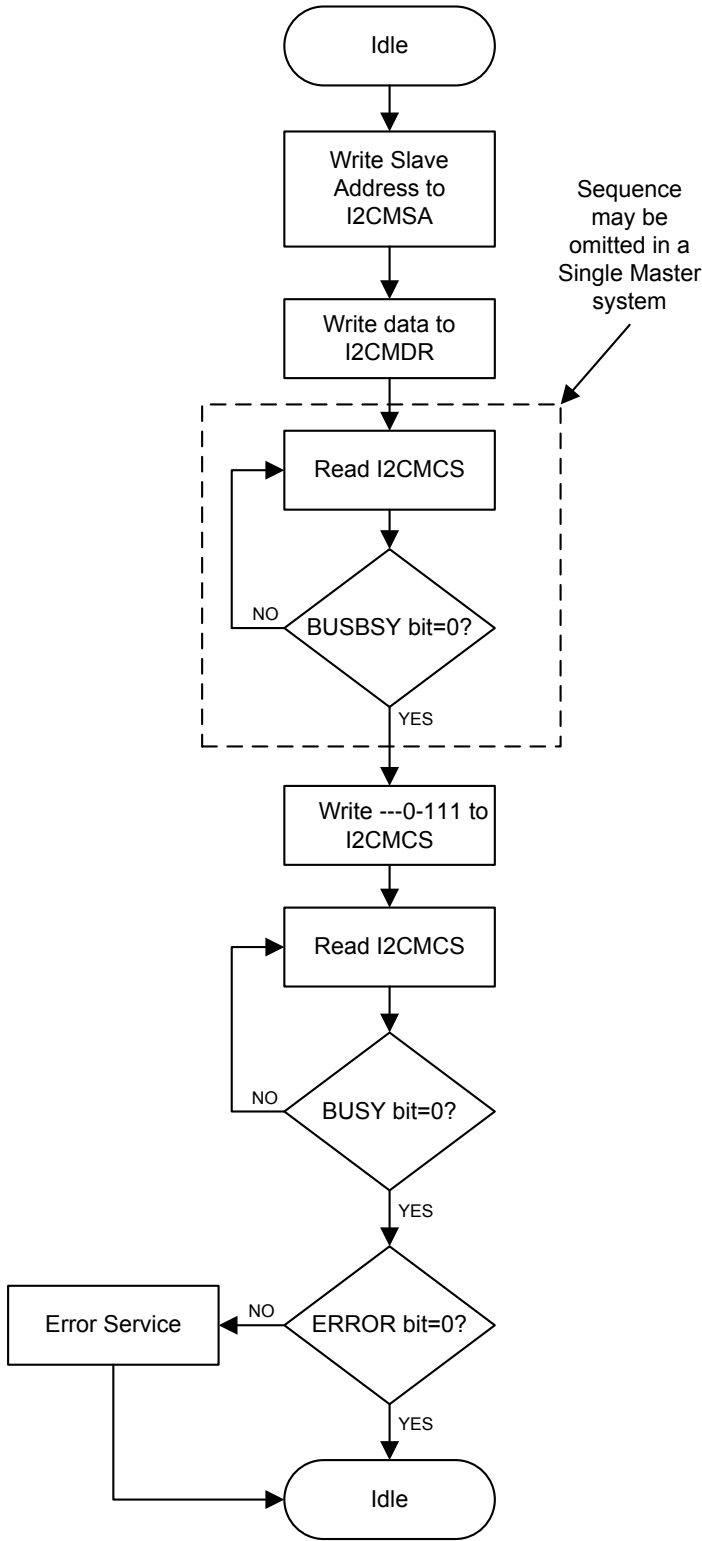 Idle
Write Slave
Address to
I2CMSA
Sequence
may be
omitted in a
Single Master
system
Write data to
I2CMDR
Read I2CMCS
NO
BUSBSY bit=0?
YES
Write ---0-111 to
I2CMCS
Read I2CMCS
NO
BUSY bit=0?
YES
Error Service
NO
ERROR bit=0?
YES
Idle